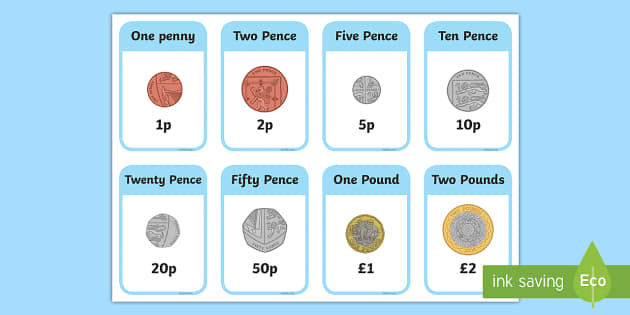 One penny
Two Pence
Five Pence
Ten Pence
1p
2p
5p
10p
Twenty Pence
Fifty Pence
One Pound
Two Pounds
20p
50p
£1
£2
ink saving
Eco